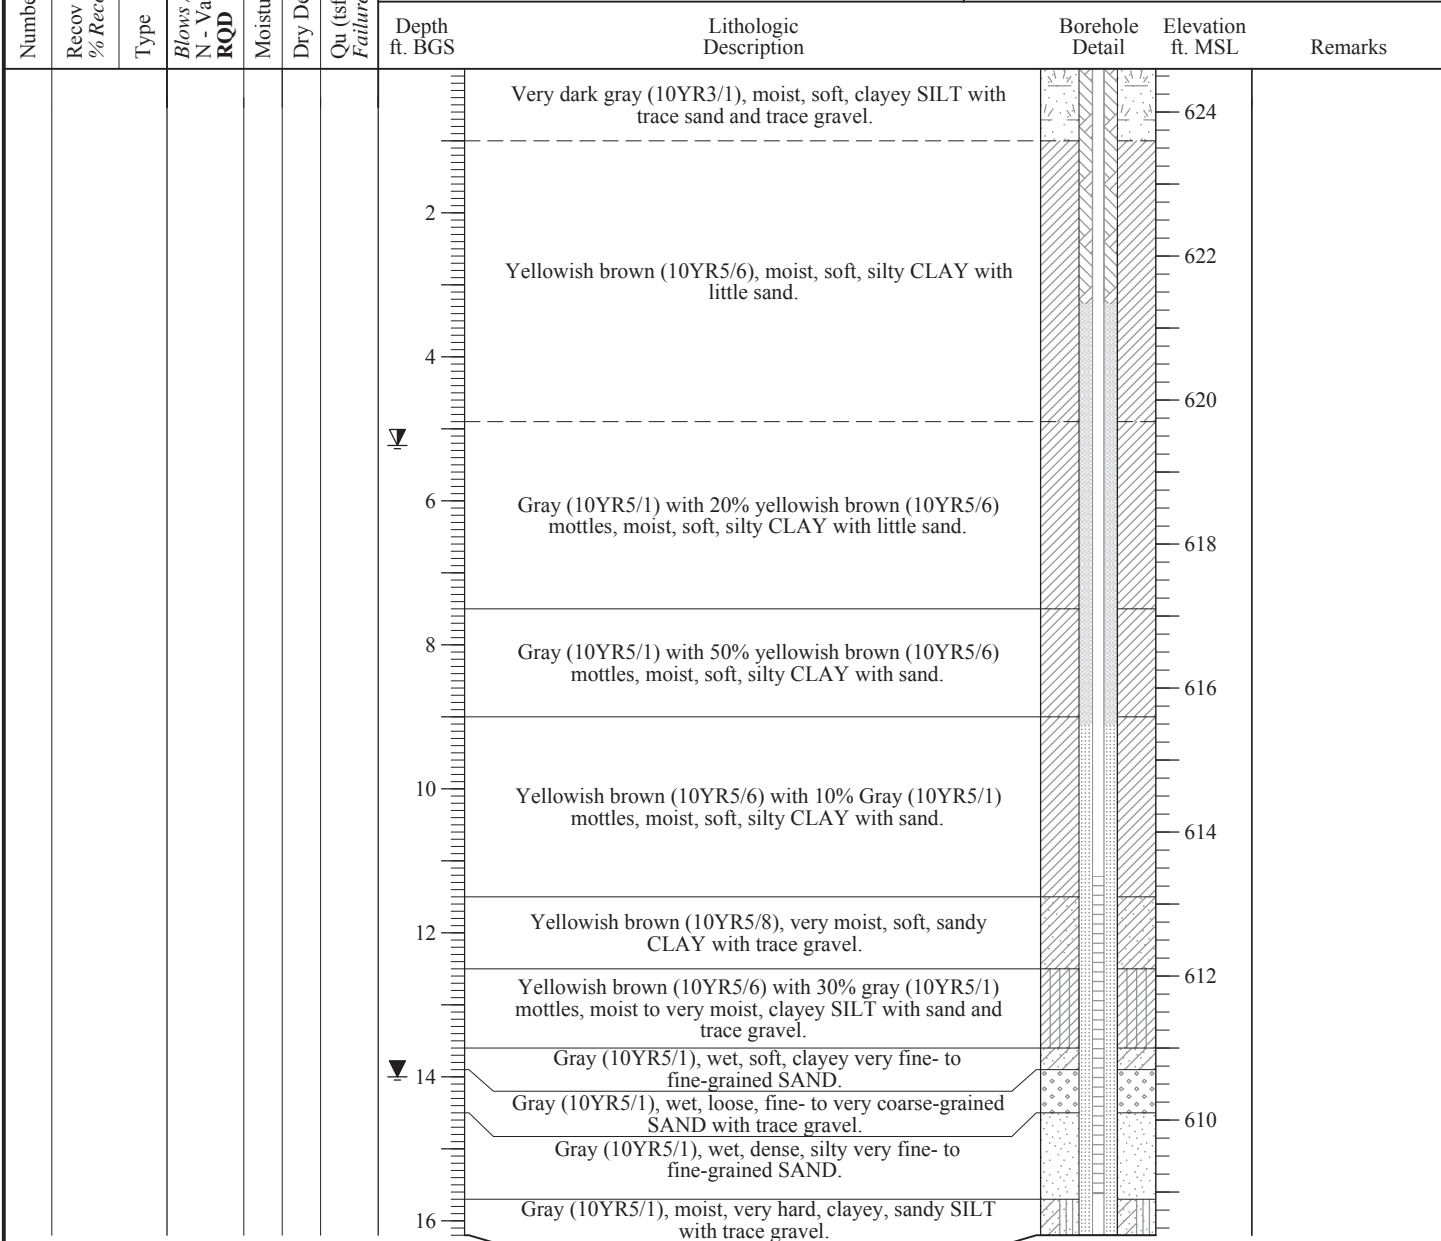 Number
Recov
% Rece
Type
Blows
N - Va
RQD
Moistu
Dry De
Qu (tsf
Failure
Depth
ft. BGS
Lithologic
Description
Borehole
Detail
Elevation
ft. MSL
Remarks
Very dark gray (10YR3/1), moist, soft, clayey SILT with
trace sand and trace gravel.
624
2
Yellowish brown (10YR5/6), moist, soft, silty CLAY with
little sand.
622
4
620
6
Gray (10YR5/1) with 20% yellowish brown (10YR5/6)
mottles, moist, soft, silty CLAY with little sand.
618
8
Gray (10YR5/1) with 50% yellowish brown (10YR5/6)
mottles, moist, soft, silty CLAY with sand.
616
10
Yellowish brown (10YR5/6) with 10% Gray (10YR5/1)
mottles, moist, soft, silty CLAY with sand.
614
12
Yellowish brown (10YR5/8), very moist, soft, sandy
CLAY with trace gravel.
612
Yellowish brown (10YR5/6) with 30% gray (10YR5/1)
mottles, moist to very moist, clayey SILT with sand and
trace gravel.
14
Gray (10YR5/1), wet, soft, clayey very fine- to
fine-grained SAND.
Gray (10YR5/1), wet, loose, fine- to very coarse-grained
SAND with trace gravel.
610
Gray (10YR5/1), wet, dense, silty very fine- to
fine-grained SAND.
16
Gray (10YR5/1), moist, very hard, clayey, sandy SILT
with trace gravel.